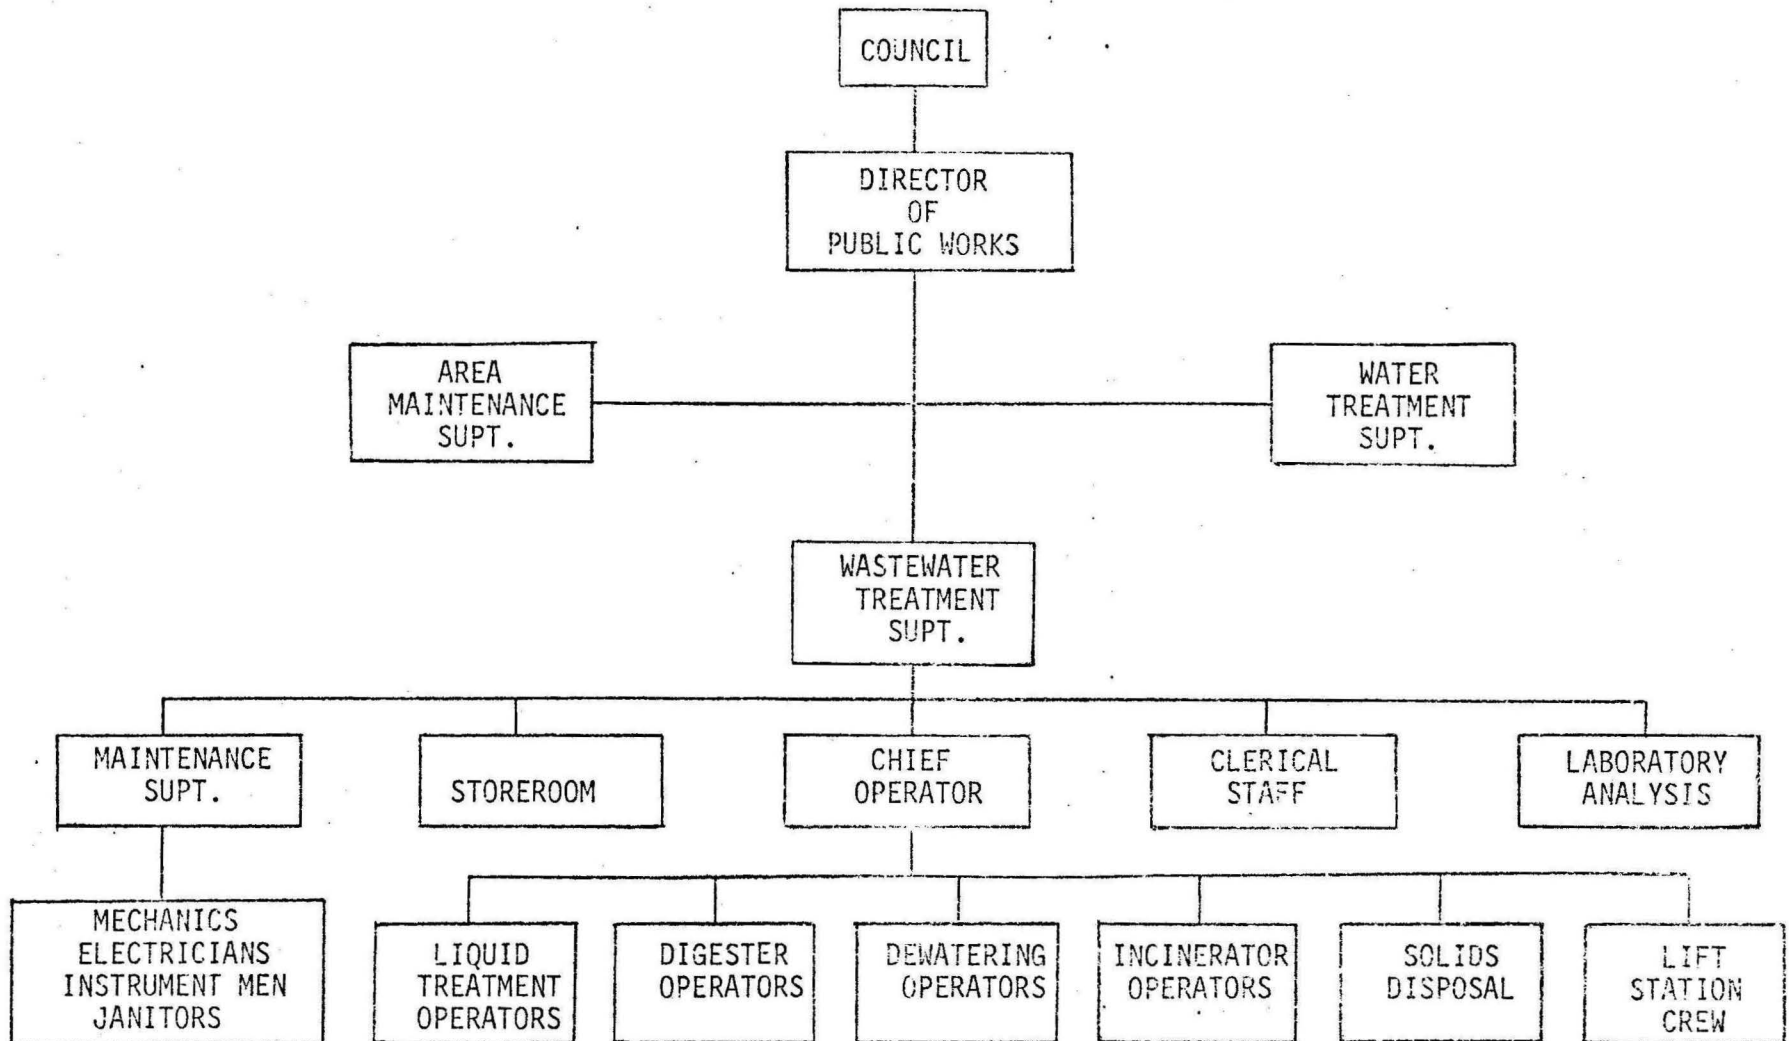 COUNCIL
DIRECTOR
OF
PUBLIC WORKS
AREA
MAINTENANCE
SUPT.
WATER
TREATMENT
SUPT.
WASTEWATER
TREATMENT
SUPT.
MAINTENANCE
SUPT.
STOREROOM
CHIEF
OPERATOR
CLERICAL
STAFF
LABORATORY
ANALYSIS
MECHANICS
ELECTRICIANS
INSTRUMENT MEN
JANITORS
LIQUID
TREATMENT
OPERATORS
DIGESTER
OPERATORS
DEWATERING
OPERATORS
INCINERATOR
OPERATORS
SOLIDS
DISPOSAL
LIFT
STATION
CREW